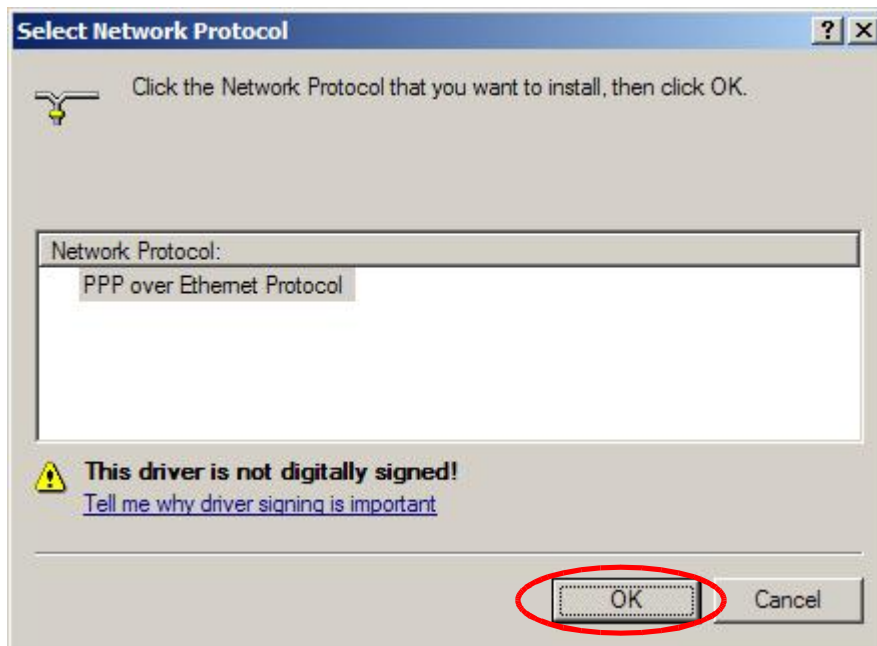 Select Network Protocol
Click the Network Protocol that you want to install, then click OK.
Network Protocol:
PPP over Ethernet Protocol
This driver is not digitally signed!
Tell me why driver signing is important
OK
Cancel